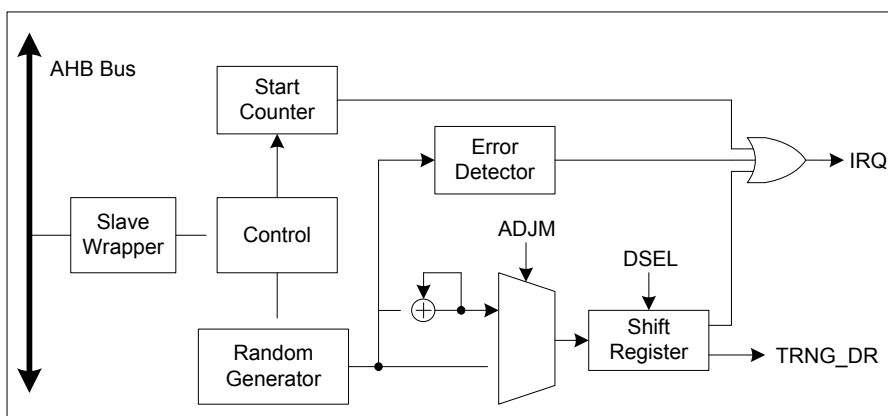 AHB Bus
Start
Counter
Error
Detector
IRQ
Slave
Wrapper
Control
ADJM
DSEL
Random
Generator
Shift
Register
TRNG_DR